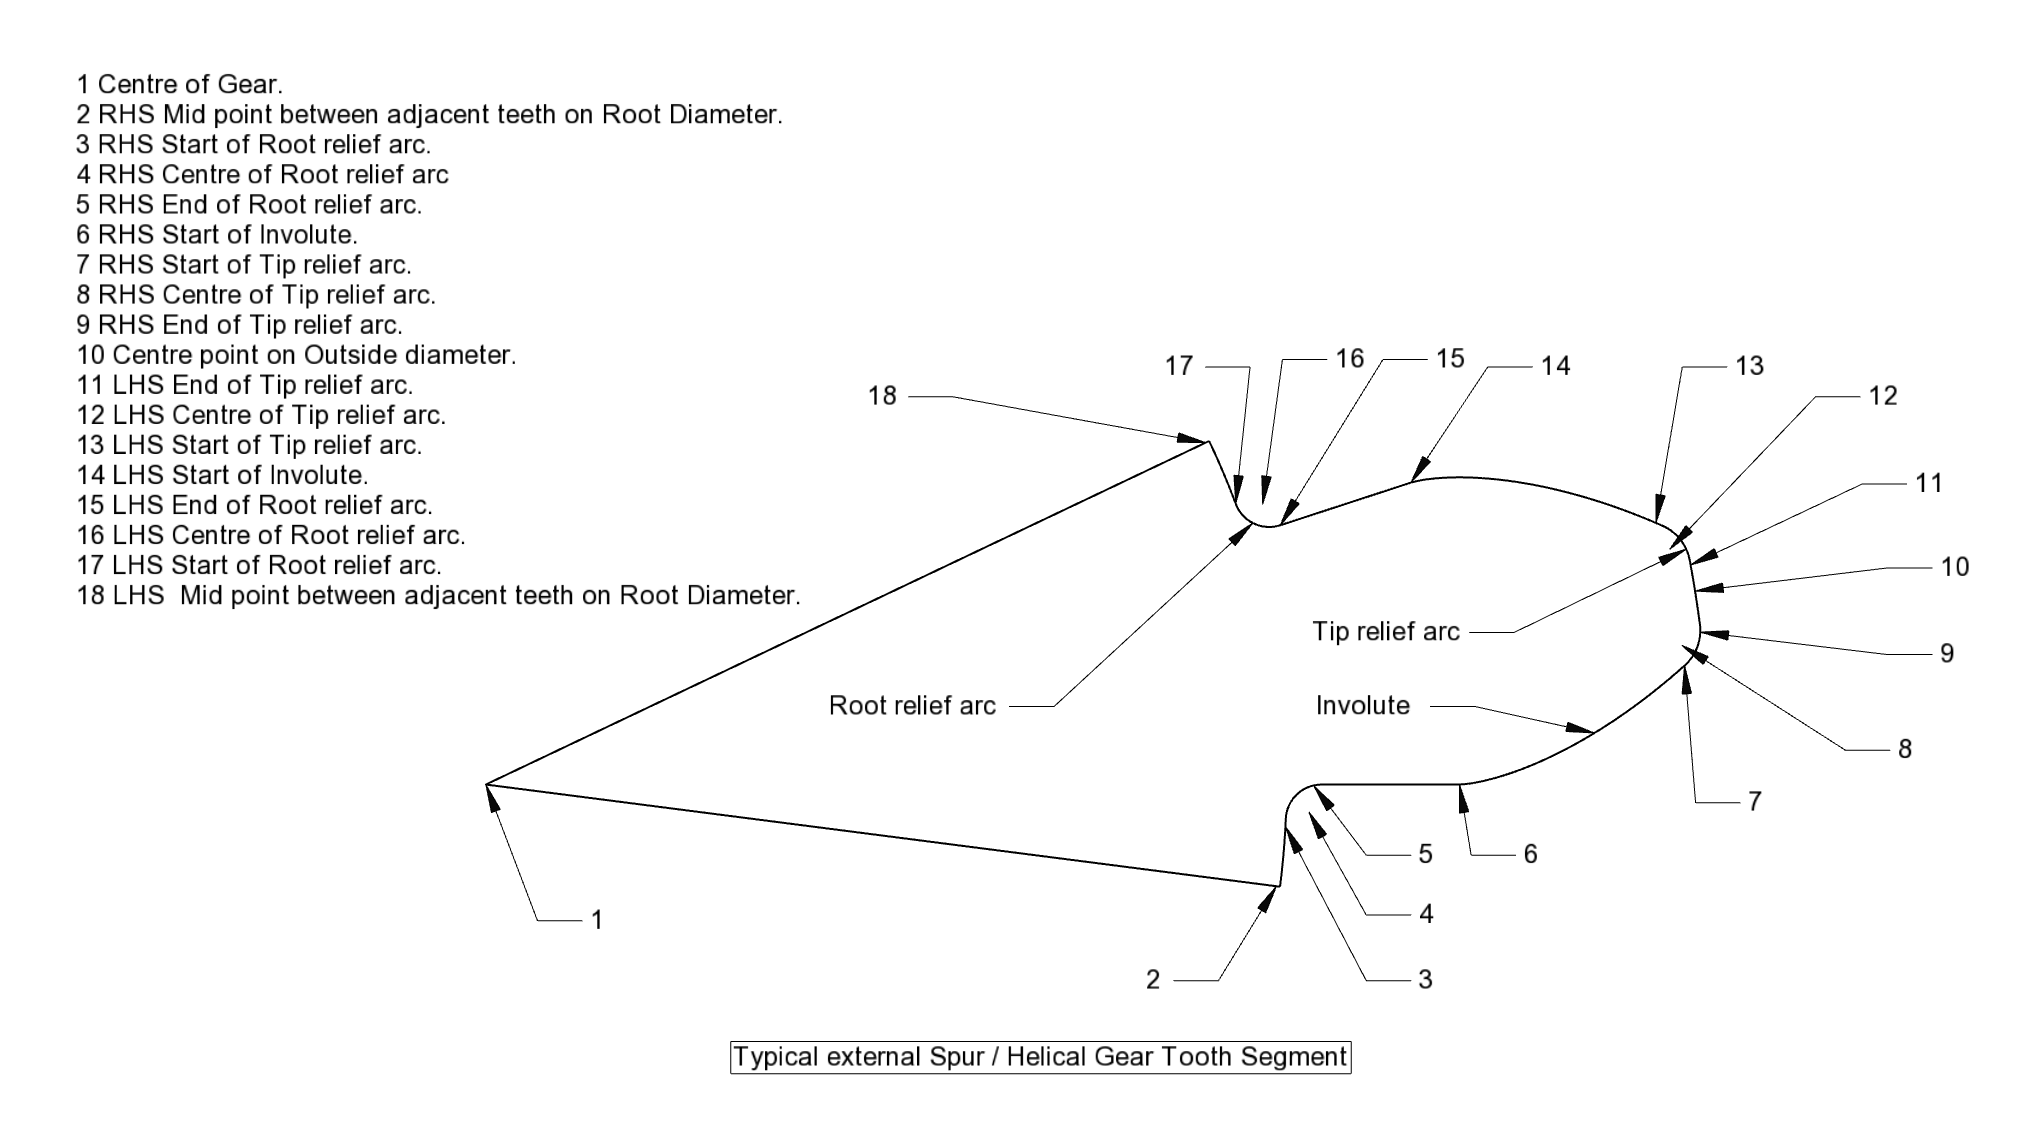 1 Centre of Gear.
2 RHS Mid point between adjacent teeth on Root Diameter.
3 RHS Start of Root relief arc.
4 RHS Centre of Root relief arc
5 RHS End of Root relief arc.
6 RHS Start of Involute.
7 RHS Start of Tip relief arc.
8 RHS Centre of Tip relief arc.
9 RHS End of Tip relief arc.
10 Centre point on Outside diameter.
11 LHS End of Tip relief arc.
12 LHS Centre of Tip relief arc.
13 LHS Start of Tip relief arc.
14 LHS Start of Involute.
15 LHS End of Root relief arc.
16 LHS Centre of Root relief arc.
17 LHS Start of Root relief arc.
18 LHS  Mid point between adjacent teeth on Root Diameter.
18
17
16
15
14
13
12
11
10
Tip relief arc
9
Root relief arc
Involute
8
7
5
6
4
1
2
3
Typical external Spur / Helical Gear Tooth Segment